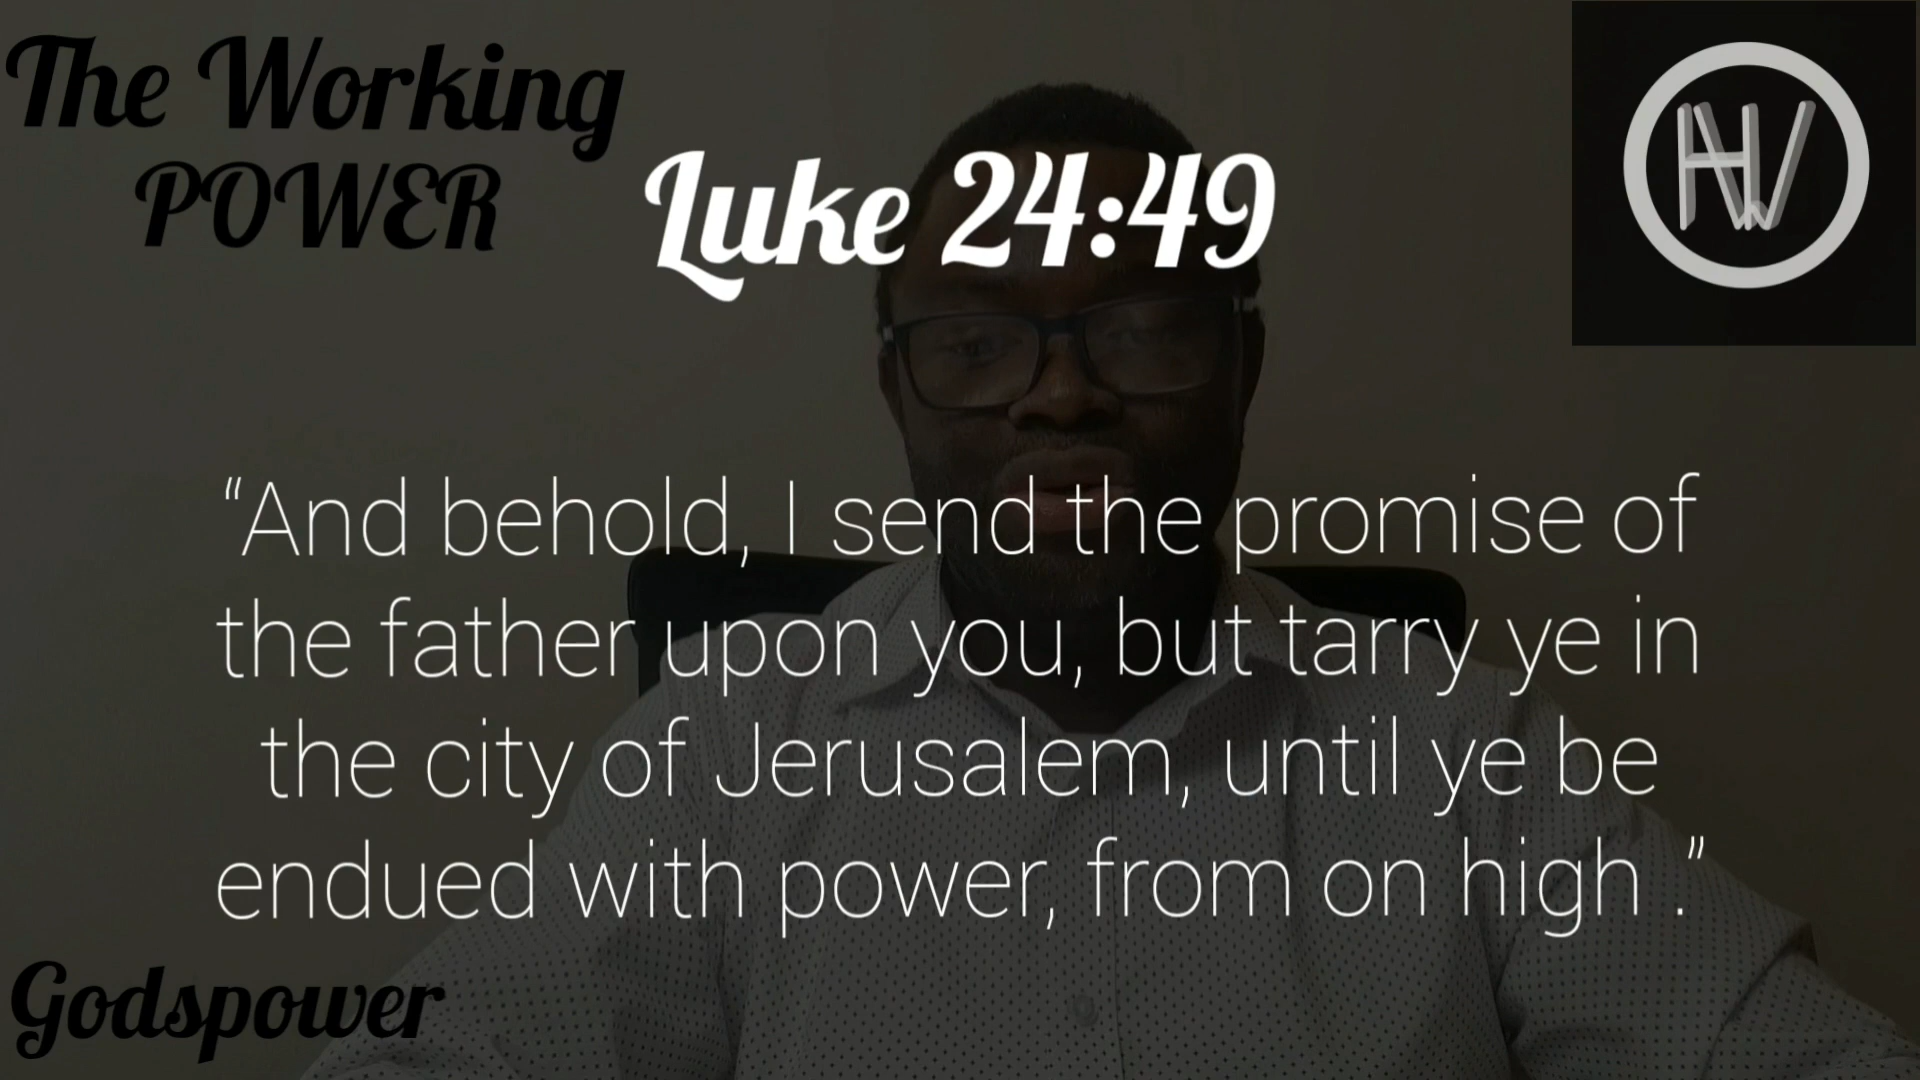 The Working
POWER
Luke 24:49
HW
“And behold, I send the promise of
the father upon you, but tarry ye in
the city of Jerusalem, until ye be
endued with power, from on high .”
Godspower